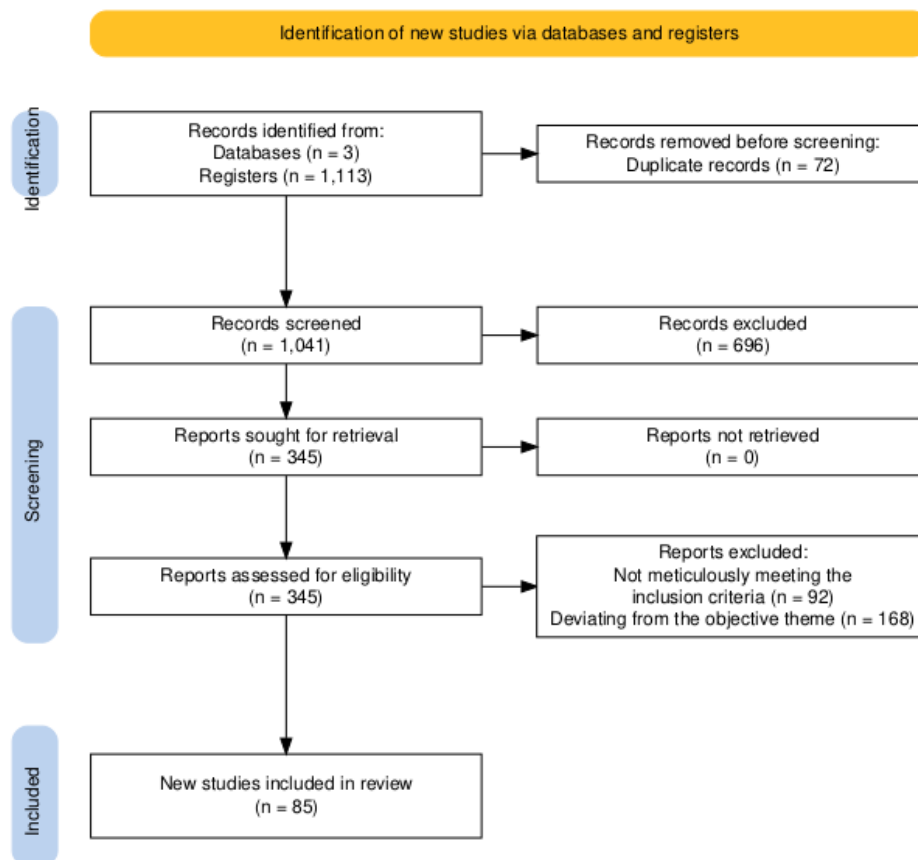 Identification of new studies via databases and registers
Identification
Records identified from:
Databases (n = 3)
Registers (n = 1,113)
Records removed before screening:
Duplicate records (n = 72)
Screening
Records screened
(n = 1,041)
Records excluded
(n = 696)
Reports sought for retrieval
(n = 345)
Reports not retrieved
(n = 0)
Reports assessed for eligibility
(n = 345)
Reports excluded:
Not meticulously meeting the
inclusion criteria (n = 92)
Deviating from the objective theme (n = 168)
Included
New studies included in review
(n = 85)